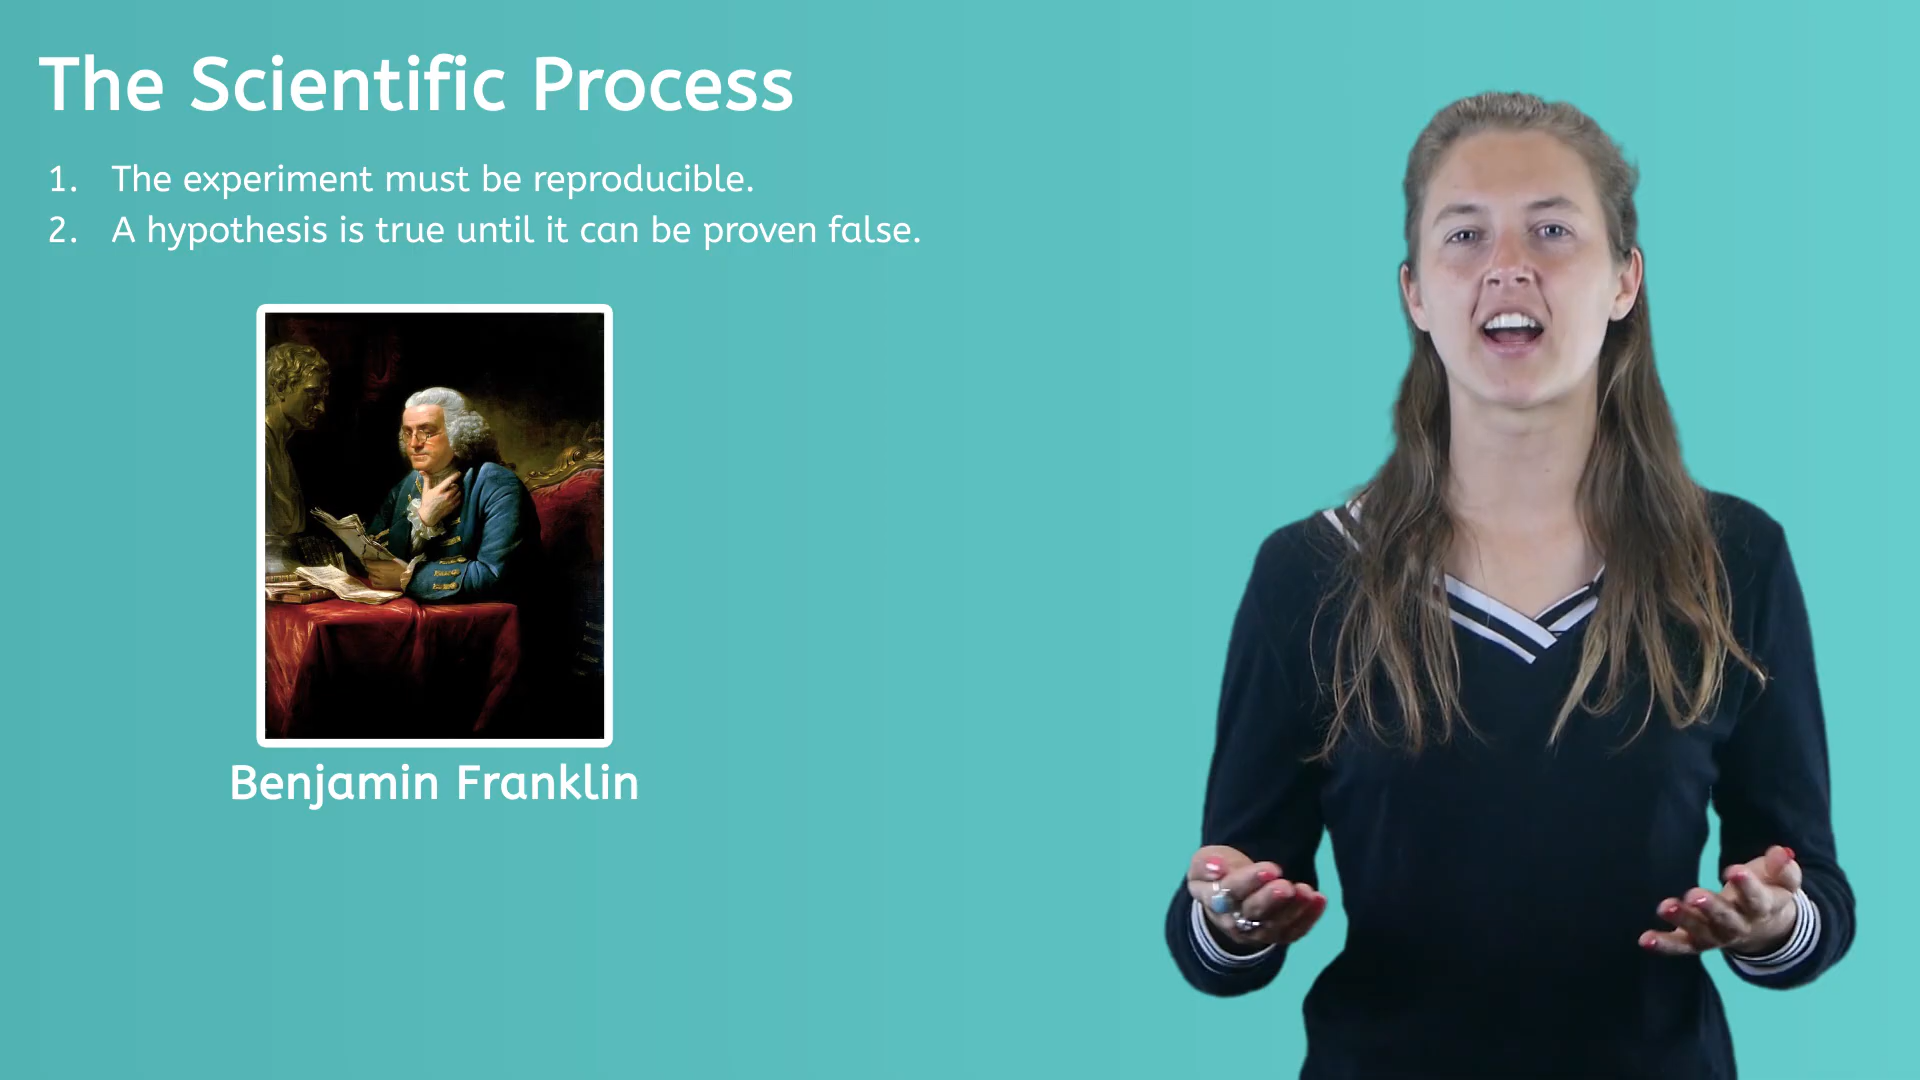 The Scientific Process
1. The experiment must be reproducible.
2. A hypothesis is true until it can be proven false.
Benjamin Franklin